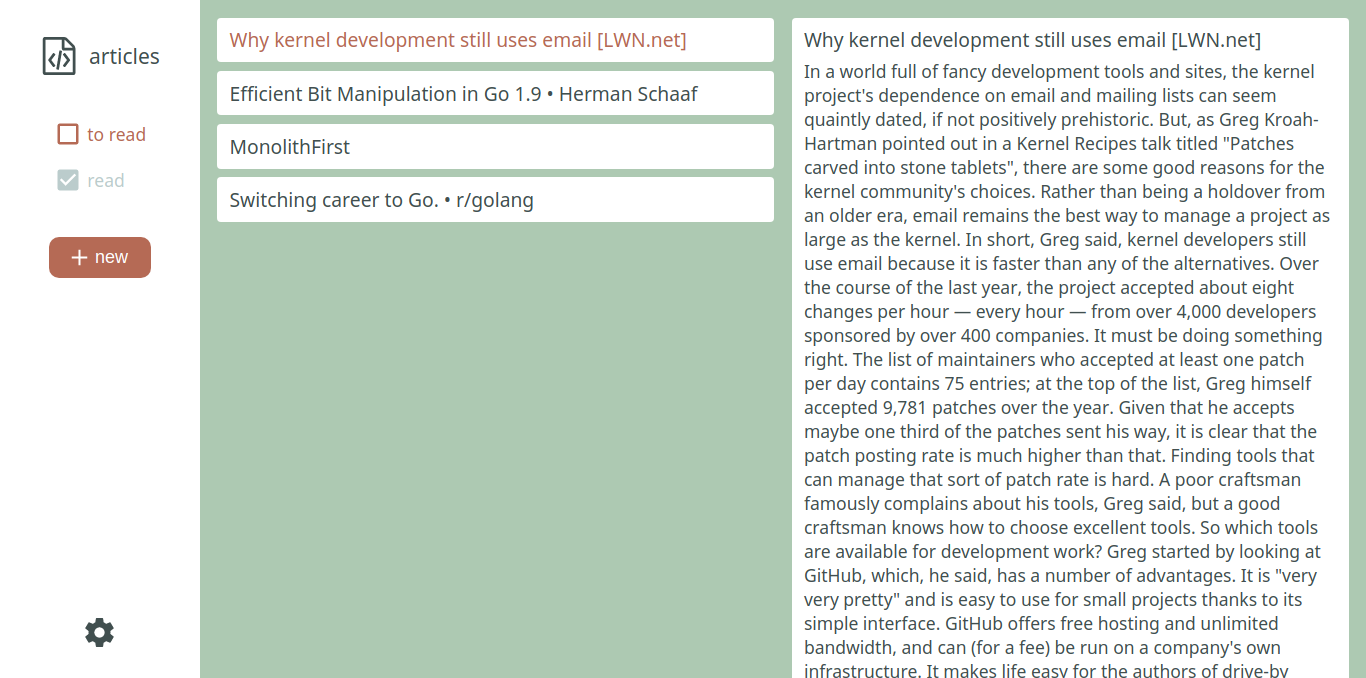 articles
to read
read
+ new
Why kernel development still uses email [LWN.net]
Efficient Bit Manipulation in Go 1.9 • Herman Schaaf
MonolithFirst
Switching career to Go. • r/golang
Why kernel development still uses email [LWN.net]
In a world full of fancy development tools and sites, the kernel
project's dependence on email and mailing lists can seem
quaintly dated, if not positively prehistoric. But, as Greg Kroah-
Hartman pointed out in a Kernel Recipes talk titled "Patches
carved into stone tablets", there are some good reasons for the
kernel community's choices. Rather than being a holdover from
an older era, email remains the best way to manage a project as
large as the kernel. In short, Greg said, kernel developers still
use email because it is faster than any of the alternatives. Over
the course of the last year, the project accepted about eight
changes per hour — every hour — from over 4,000 developers
sponsored by over 400 companies. It must be doing something
right. The list of maintainers who accepted at least one patch
per day contains 75 entries; at the top of the list, Greg himself
accepted 9,781 patches over the year. Given that he accepts
maybe one third of the patches sent his way, it is clear that the
patch posting rate is much higher than that. Finding tools that
can manage that sort of patch rate is hard. A poor craftsman
famously complains about his tools, Greg said, but a good
craftsman knows how to choose excellent tools. So which tools
are available for development work? Greg started by looking at
GitHub, which, he said, has a number of advantages. It is "very
very pretty" and is easy to use for small projects thanks to its
simple interface. GitHub offers free hosting and unlimited
bandwidth, and can (for a fee) be run on a company's own
infrastructure. It makes life easy for the authors of drive-by